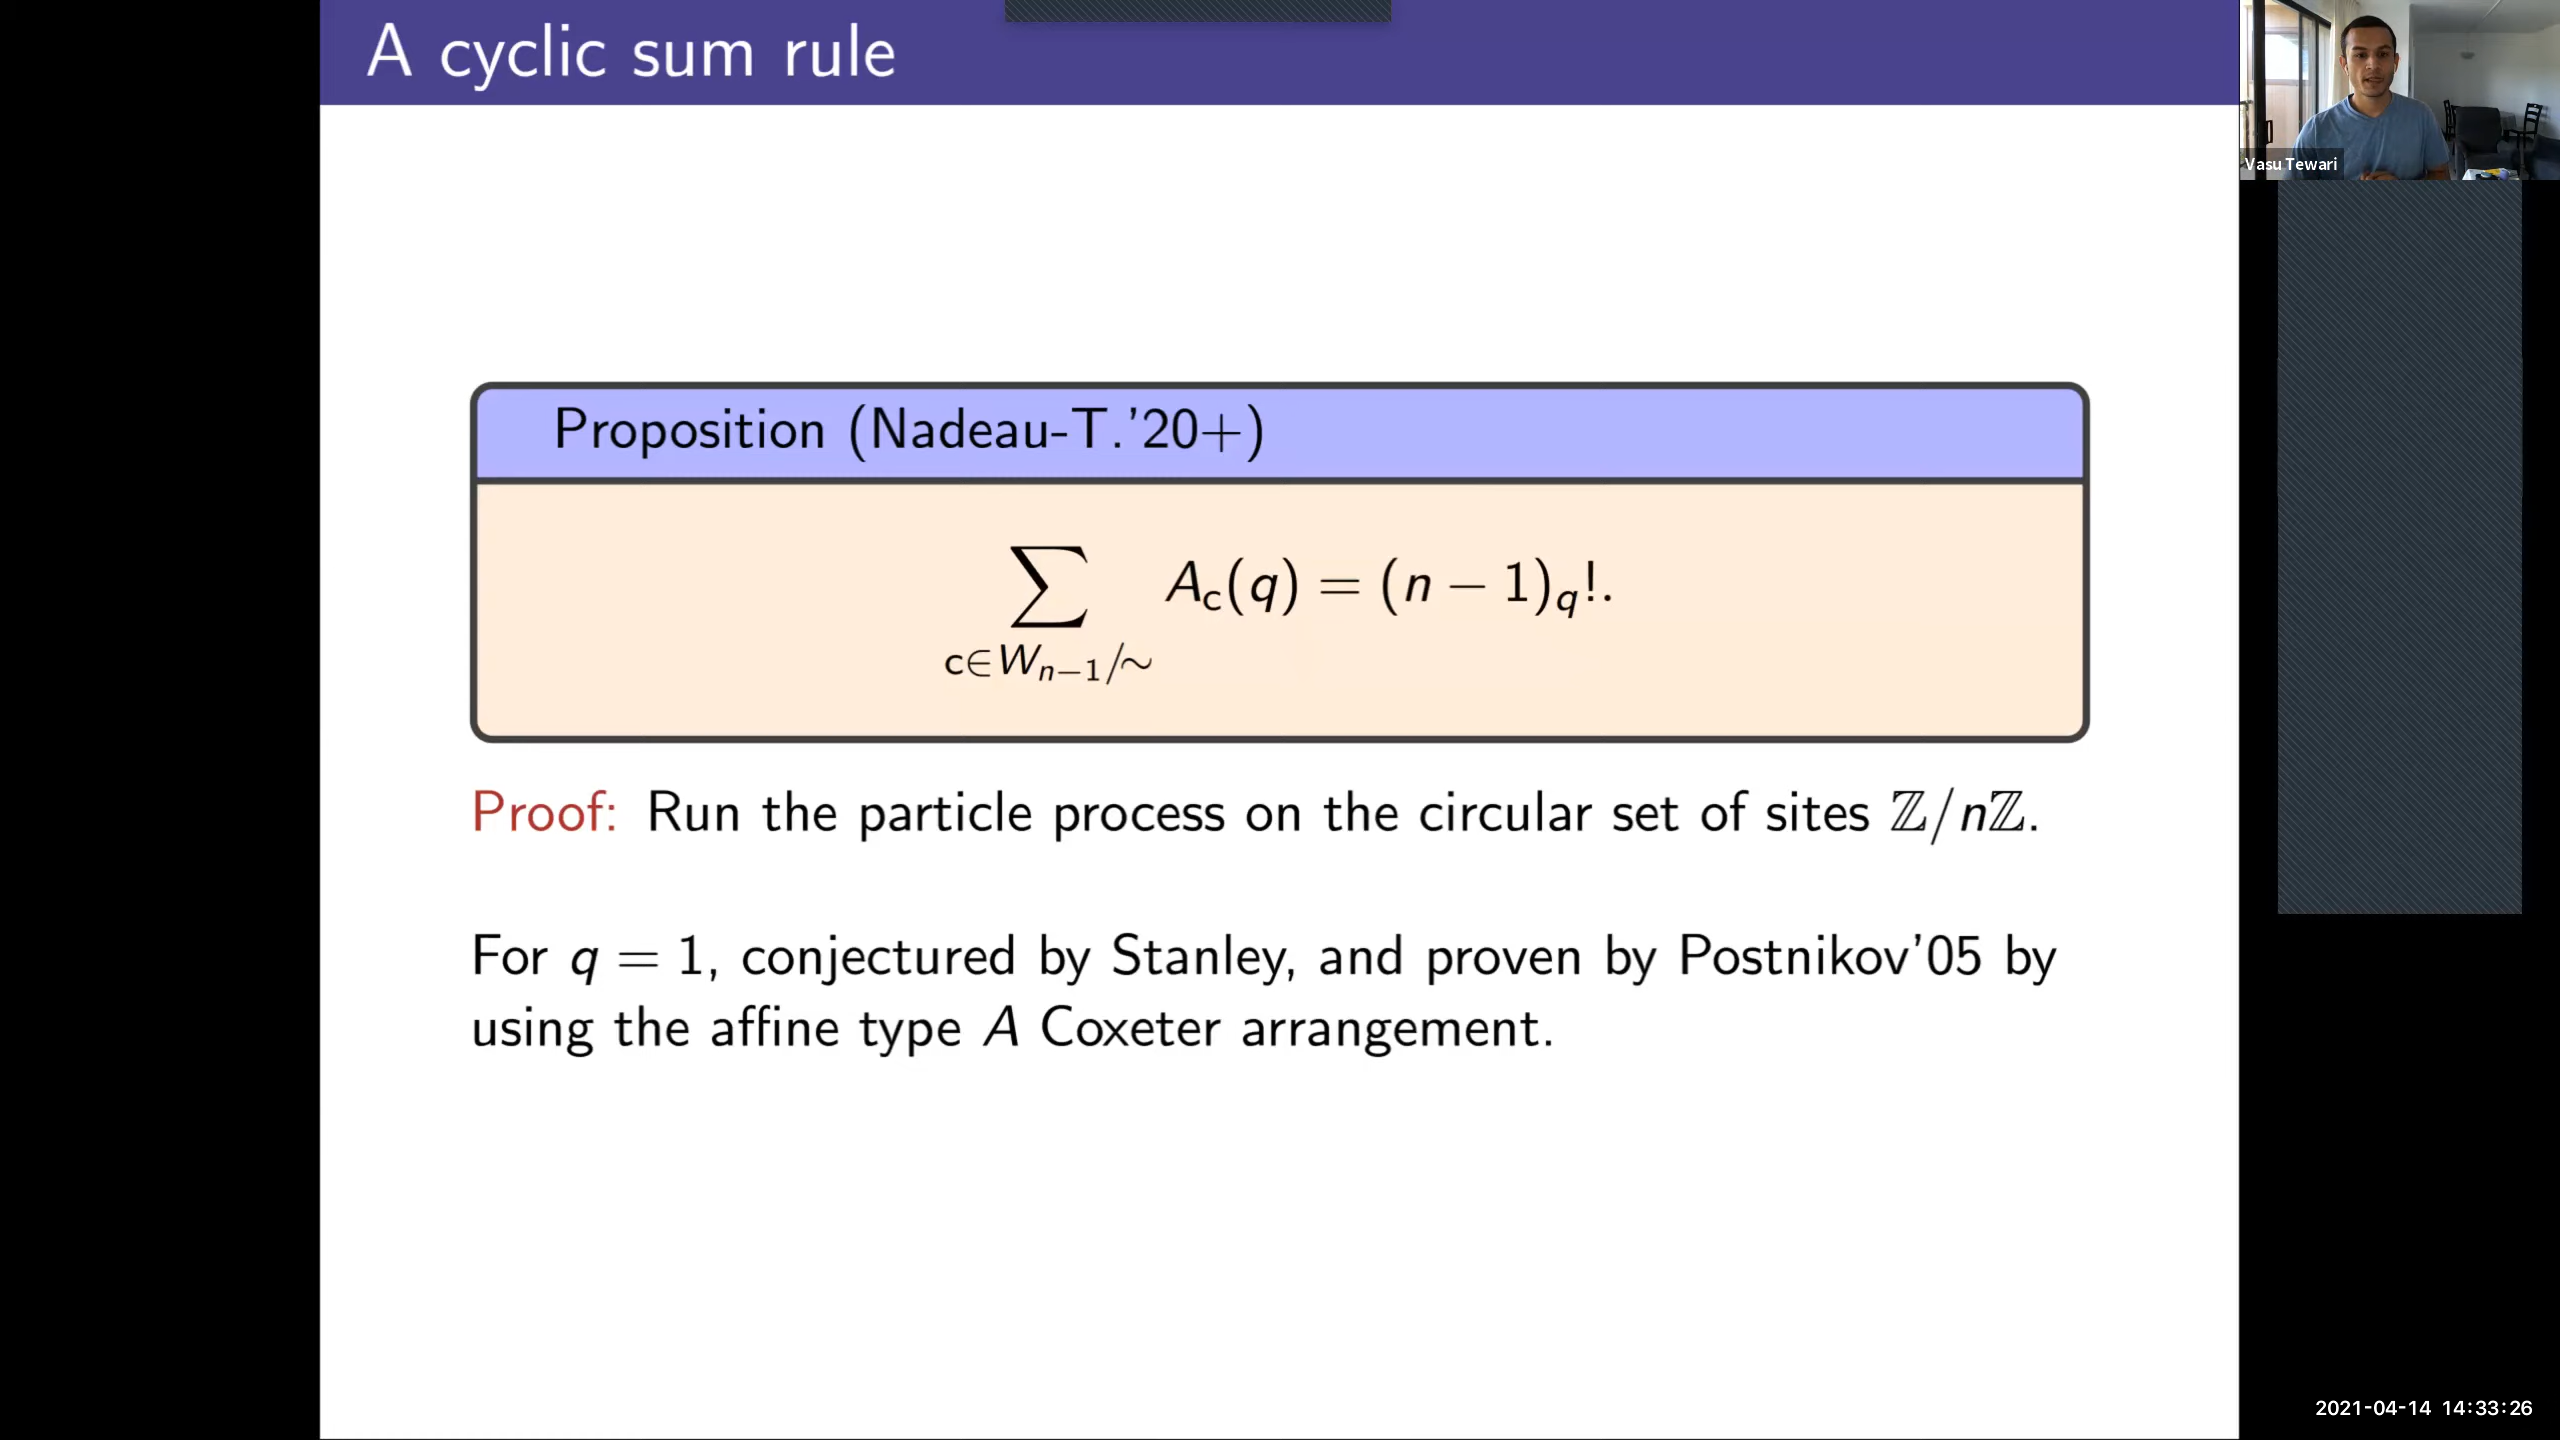 A cyclic sum rule
Vasu Tewari
Proposition (Nadeau-T.'20+)
∑ A_c(q) = (n − 1)_q!.
c∈W_{n−1}/∼
Proof: Run the particle process on the circular set of sites ℤ/nℤ.
For q = 1, conjectured by Stanley, and proven by Postnikov'05 by
using the affine type A Coxeter arrangement.
2021-04-14 14:33:26